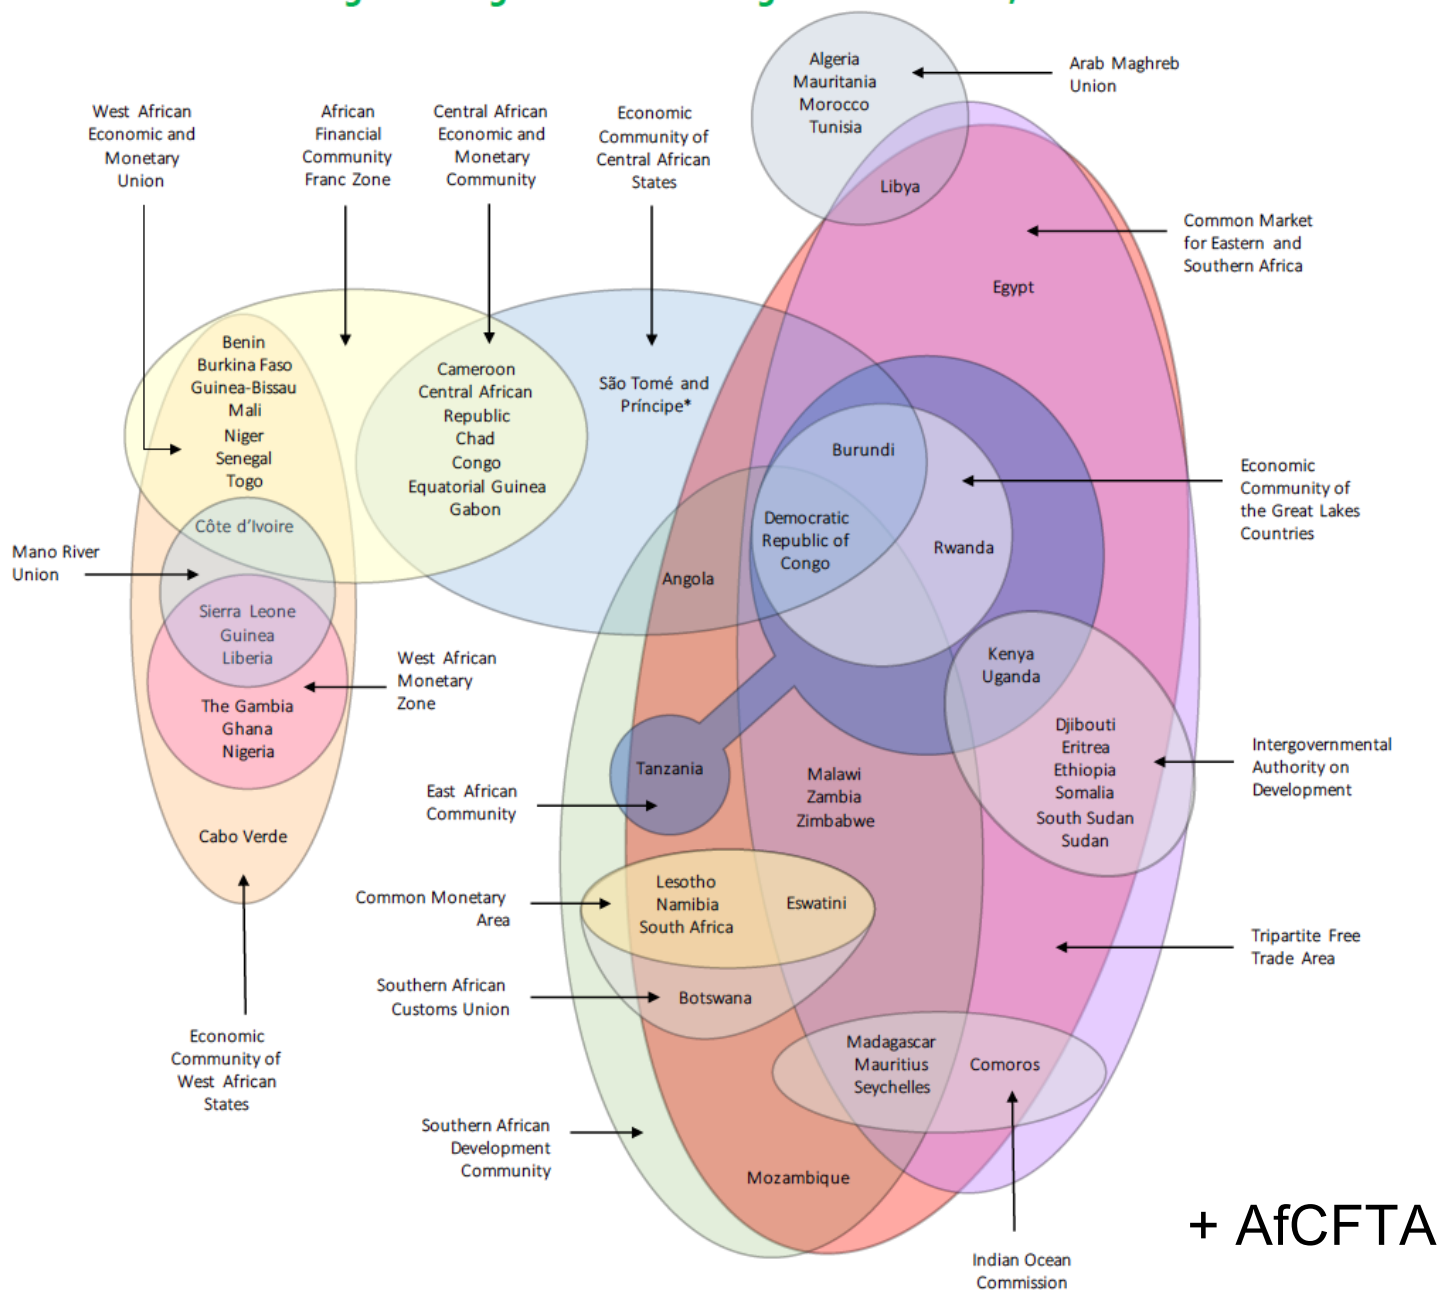 Algeria
Mauritania
Morocco
Tunisia
Arab Maghreb
Union
West African
Economic and
Monetary
Union
African
Financial
Community
Franc Zone
Central African
Economic and
Monetary
Community
Economic
Community of
Central African
States
Libya
Common Market
for Eastern and
Southern Africa
Egypt
Benin
Burkina Faso
Guinea-Bissau
Mali
Niger
Senegal
Togo
Cameroon
Central African
Republic
Chad
Congo
Equatorial Guinea
Gabon
São Tomé and
Príncipe*
Burundi
Economic
Community of
the Great Lakes
Countries
Côte d’Ivoire
Democratic
Republic of
Congo
Rwanda
Mano River
Union
Angola
Sierra Leone
Guinea
Liberia
West African
Monetary
Zone
Kenya
Uganda
The Gambia
Ghana
Nigeria
Djibouti
Eritrea
Ethiopia
Somalia
South Sudan
Sudan
Intergovernmental
Authority on
Development
Tanzania
Malawi
Zambia
Zimbabwe
East African
Community
Cabo Verde
Common Monetary
Area
Lesotho
Namibia
South Africa
Eswatini
Tripartite Free
Trade Area
Southern African
Customs Union
Botswana
Economic
Community of
West African
States
Madagascar
Mauritius
Seychelles
Comoros
Southern African
Development
Community
Mozambique
+ AfCFTA
Indian Ocean
Commission